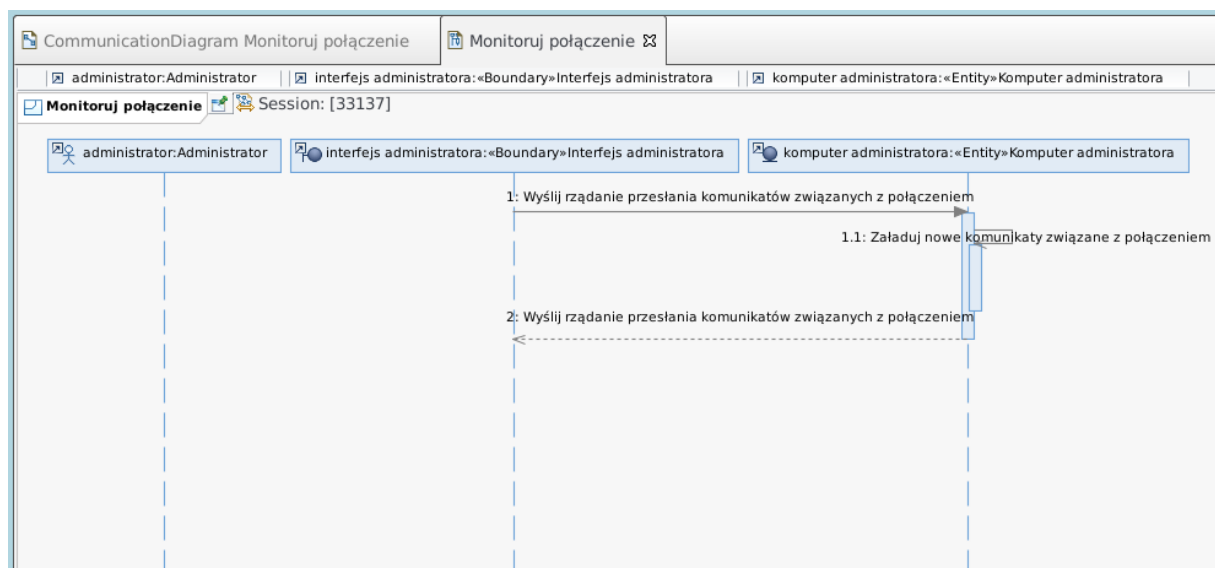 CommunicationDiagram Monitoruj połączenie
Monitoruj połączenie
administrator:Administrator
interfejs administratora:«Boundary»Interfejs administratora
komputer administratora:«Entity»Komputer administratora
Monitoruj połączenie
Session: [33137]
administrator:Administrator
interfejs administratora:«Boundary»Interfejs administratora
komputer administratora:«Entity»Komputer administratora
1: Wyślij rządanie przesłania komunikatów związanych z połączeniem
1.1: Załaduj nowe komunikaty związane z połączeniem
2: Wyślij rządanie przesłania komunikatów związanych z połączeniem